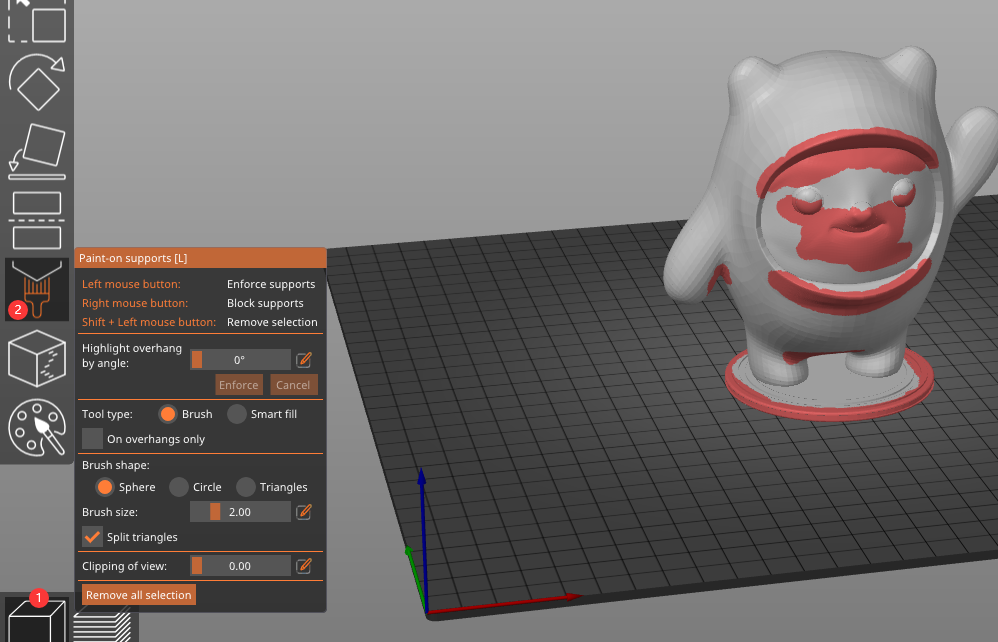 2
Paint-on supports [L]
Left mouse button: Enforce supports
Right mouse button: Block supports
Shift + Left mouse button: Remove selection
Highlight overhang
by angle:
0°
Enforce Cancel
Tool type: Brush Smart fill
On overhangs only
Brush shape:
Sphere Circle Triangles
Brush size: 2.00
Split triangles
Clipping of view: 0.00
Remove all selection
1